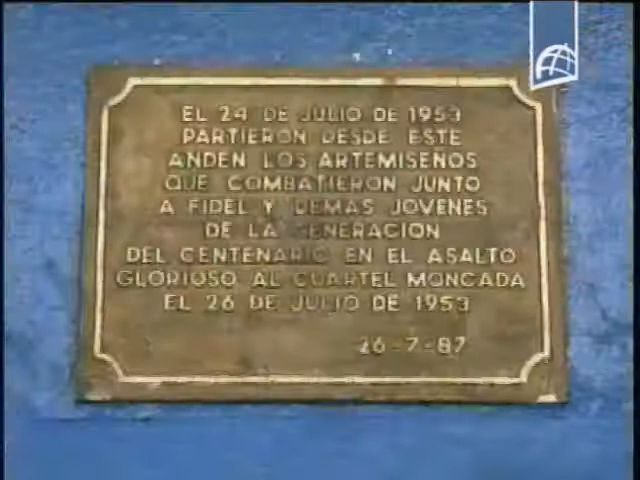 EL 24 DE JULIO DE 1953
PARTIERON DESDE ESTE
ANDEN LOS ARTEMISEÑOS
QUE COMBATIERON JUNTO
A FIDEL Y DEMAS JOVENES
DE LA GENERACION
DEL CENTENARIO EN EL ASALTO
GLORIOSO AL CUARTEL MONCADA
EL 26 DE JULIO DE 1953
26-7-87